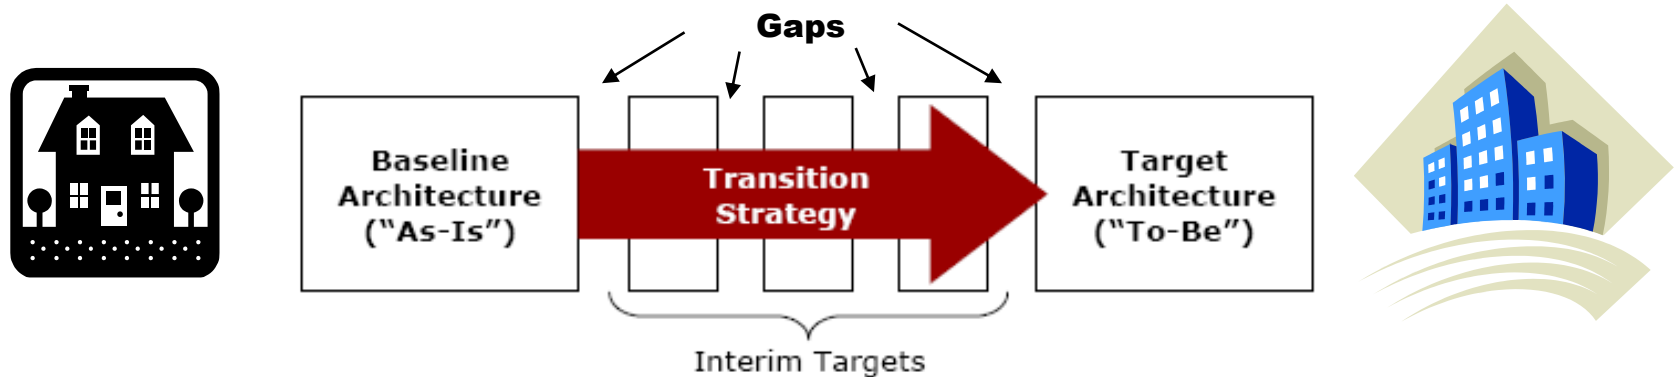 Gaps
Baseline
Architecture
(“As-Is”)
Transition
Strategy
Target
Architecture
(“To-Be”)
Interim Targets